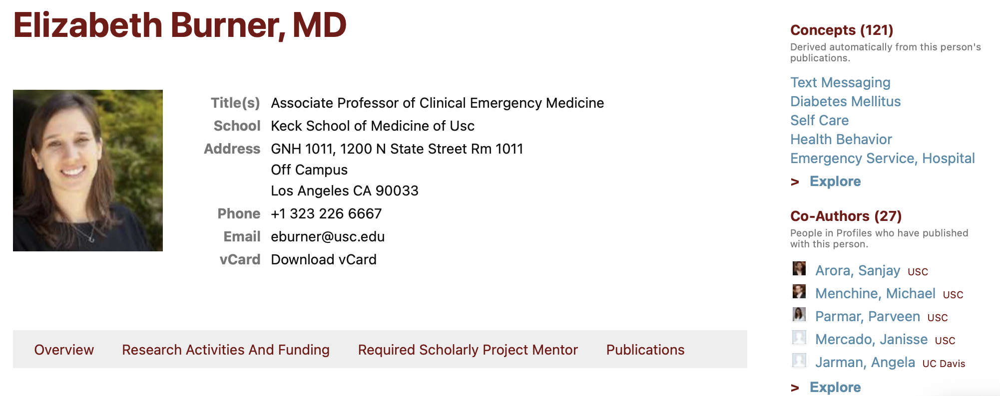 Elizabeth Burner, MD
Title(s) Associate Professor of Clinical Emergency Medicine
School Keck School of Medicine of Usc
Address GNH 1011, 1200 N State Street Rm 1011
Off Campus
Los Angeles CA 90033
Phone +1 323 226 6667
Email eburner@usc.edu
vCard Download vCard
Overview Research Activities And Funding Required Scholarly Project Mentor Publications
Concepts (121)
Derived automatically from this person's
publications.
Text Messaging
Diabetes Mellitus
Self Care
Health Behavior
Emergency Service, Hospital
> Explore
Co-Authors (27)
People in Profiles who have published
with this person.
Arora, Sanjay USC
Menchine, Michael USC
Parmar, Parveen USC
Mercado, Janisse USC
Jarman, Angela UC Davis
> Explore